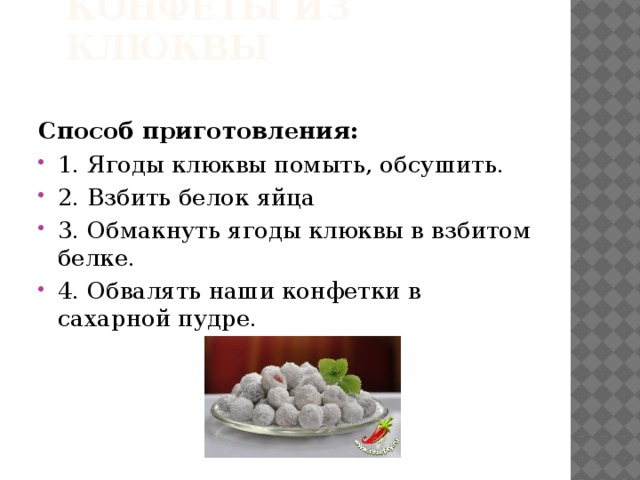 КОНФЕТЫ ИЗ
КЛЮКВЫ
Способ приготовления:
1. Ягоды клюквы помыть, обсушить.
2. Взбить белок яйца
3. Обмакнуть ягоды клюквы в взбитом
белке.
4. Обвалять наши конфетки в
сахарной пудре.